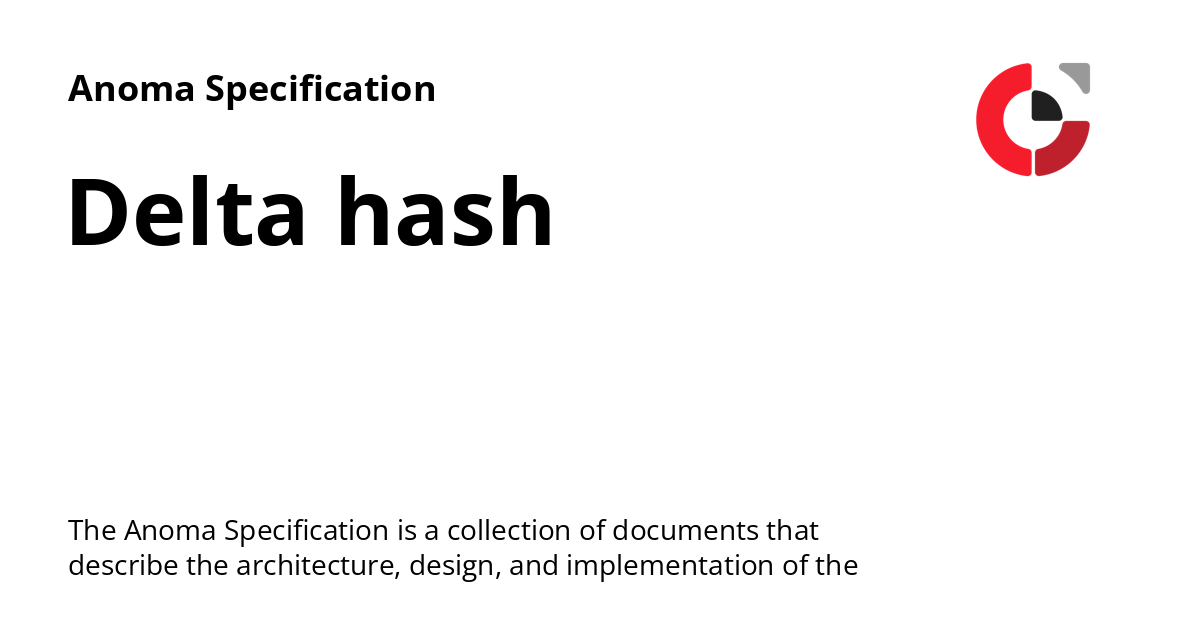 Anoma Specification
Delta hash
The Anoma Specification is a collection of documents that
describe the architecture, design, and implementation of the